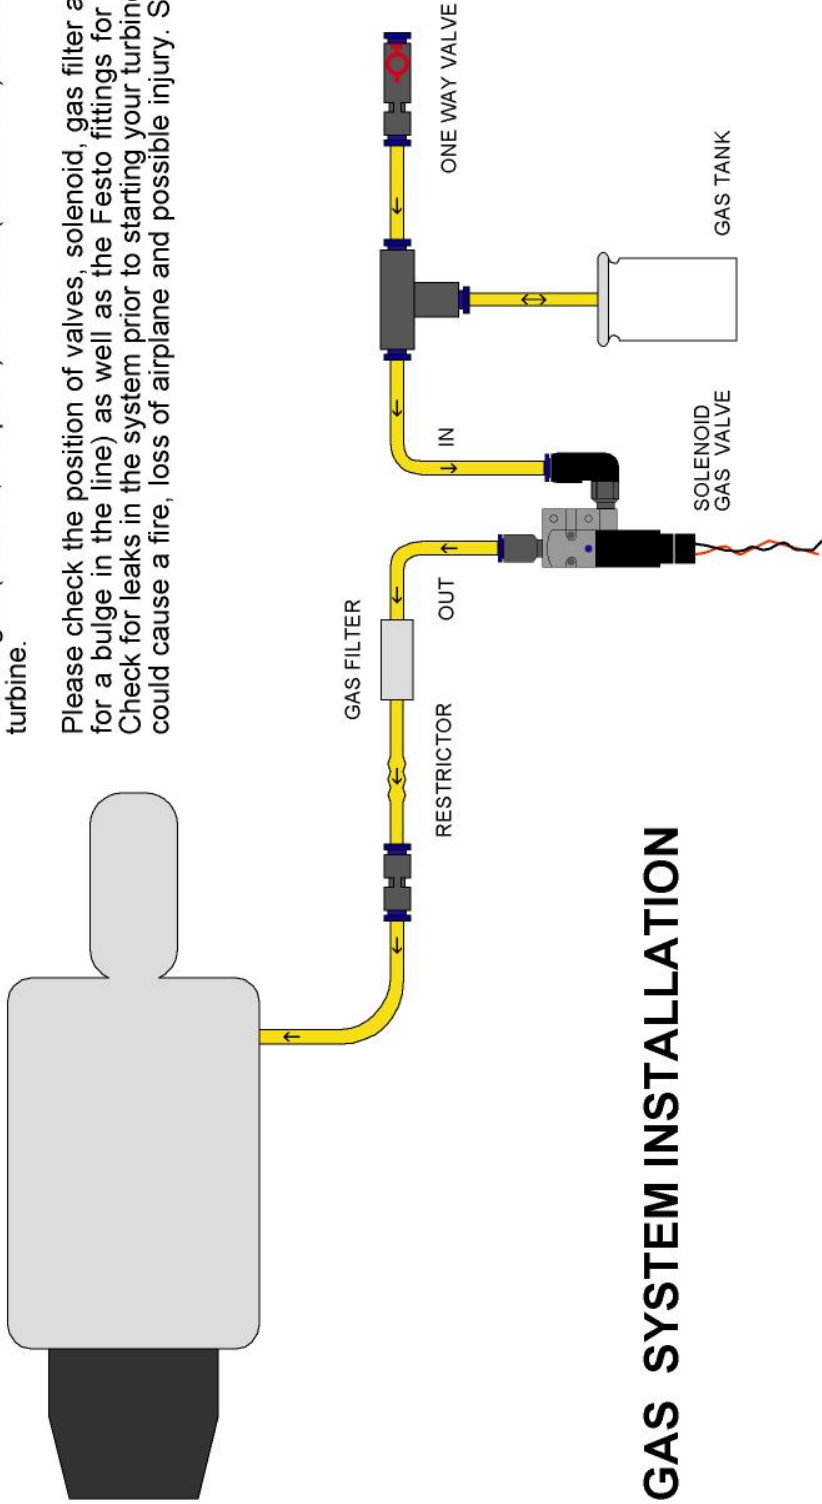 turbine.
Please check the position of valves, solenoid, gas filter a
for a bulge in the line) as well as the Festo fittings for
Check for leaks in the system prior to starting your turbine
could cause a fire, loss of airplane and possible injury. S
ONE WAY VALVE
GAS TANK
IN
SOLENOID
GAS VALVE
OUT
GAS FILTER
RESTRICTOR
GAS SYSTEM INSTALLATION